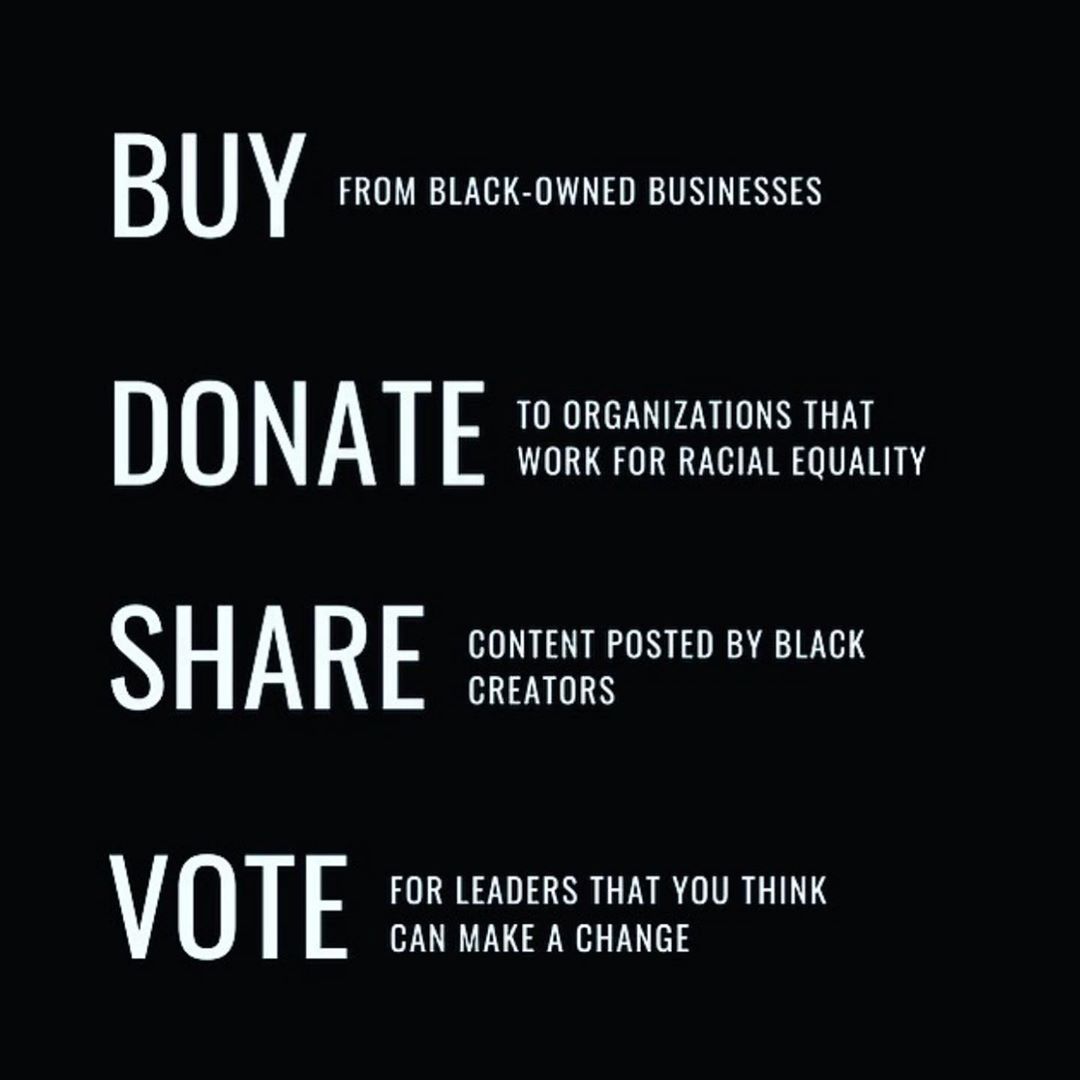 BUY FROM BLACK-OWNED BUSINESSES
DONATE TO ORGANIZATIONS THAT
WORK FOR RACIAL EQUALITY
SHARE CONTENT POSTED BY BLACK
CREATORS
VOTE FOR LEADERS THAT YOU THINK
CAN MAKE A CHANGE